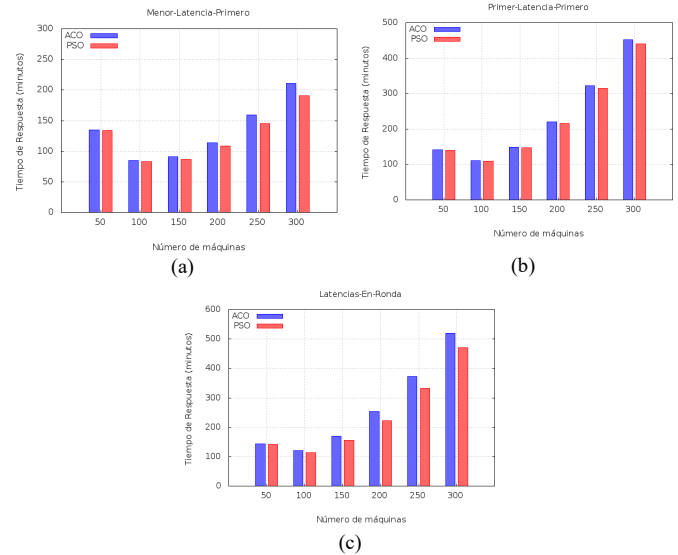 Menor-Latencia-Primero
300
250
200
150
100
50
0
ACO
PSO
Tiempo de Respuesta (minutos)
50 100 150 200 250 300
Número de máquinas
(a)
Primer-Latencia-Primero
500
400
300
200
100
0
ACO
PSO
Tiempo de Respuesta (minutos)
50 100 150 200 250 300
Número de máquinas
(b)
Latencias-En-Ronda
600
500
400
300
200
100
0
ACO
PSO
Tiempo de Respuesta (minutos)
50 100 150 200 250 300
Número de máquinas
(c)